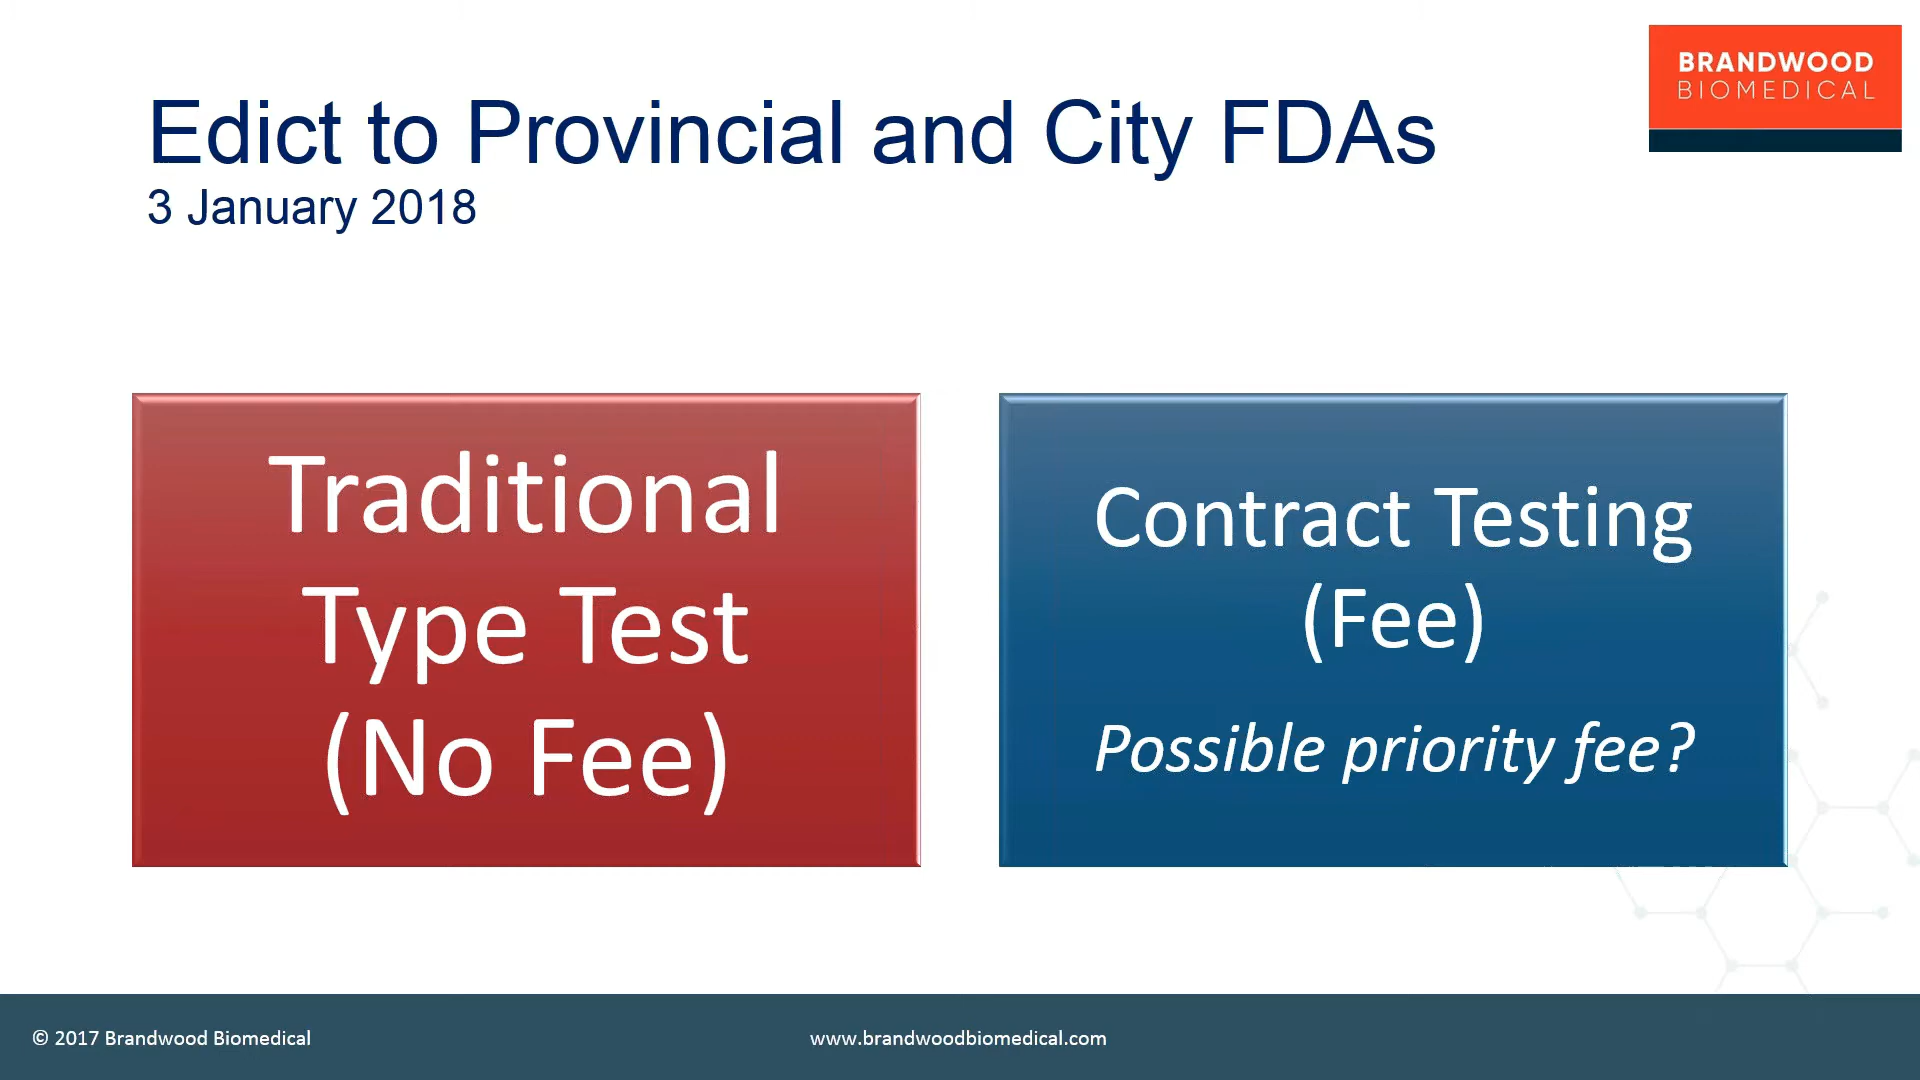 BRANDWOOD
BIOMEDICAL
Edict to Provincial and City FDAs
3 January 2018
Traditional
Type Test
(No Fee)
Contract Testing
(Fee)
Possible priority fee?
© 2017 Brandwood Biomedical
www.brandwoodbiomedical.com